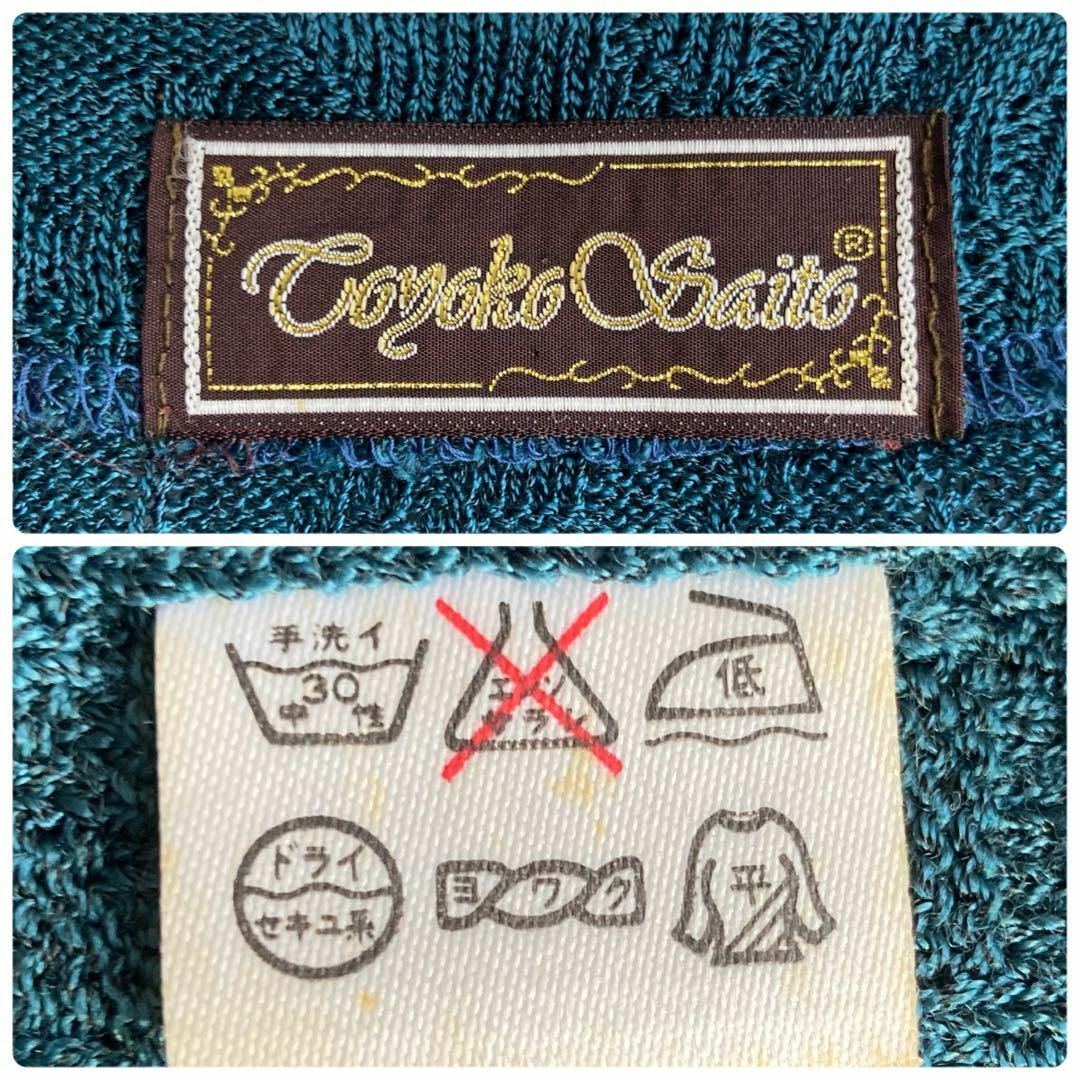 Toyoko Saito®
手洗イ
30
中性
エンソ
サラシ
低
ドライ
セキユ系
ヨワク
平